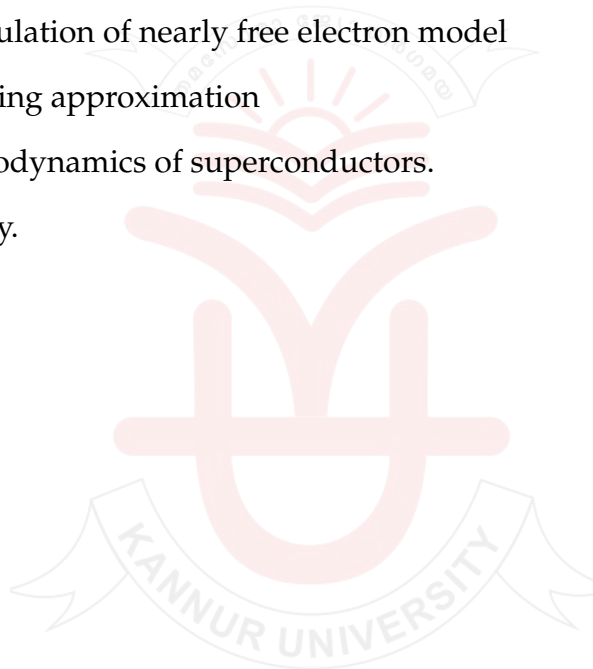 ulation of nearly free electron model
ing approximation
odynamics of superconductors.
y.
KANNUR UNIVERSITY